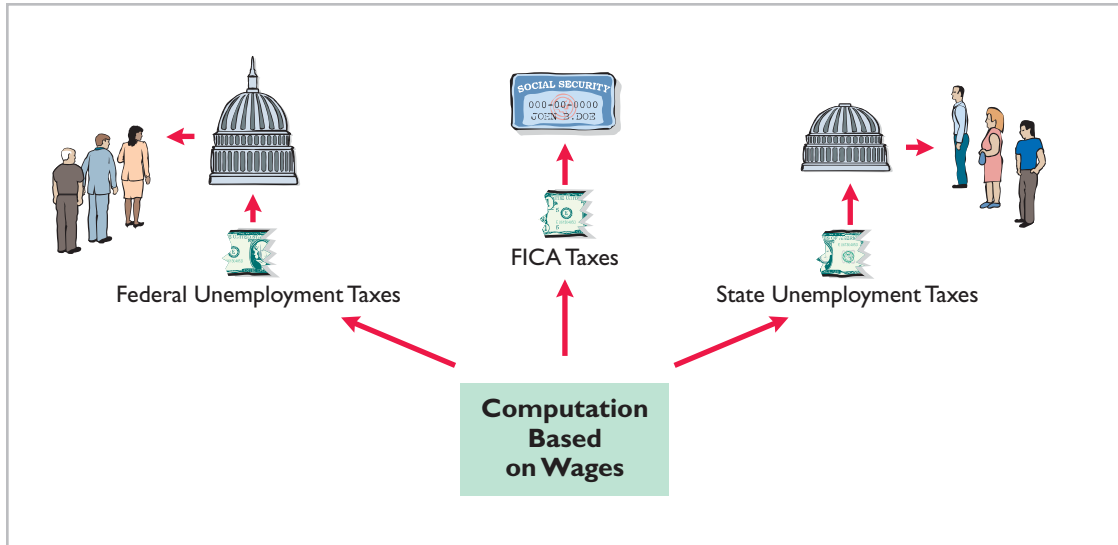 SOCIAL SECURITY
000-00-0000
JOHN B. DOE
FICA Taxes
Federal Unemployment Taxes
State Unemployment Taxes
Computation
Based
on Wages